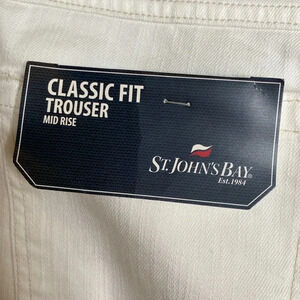 CLASSIC FIT
TROUSER
MID RISE
ST. JOHN'S BAY
Est. 1984